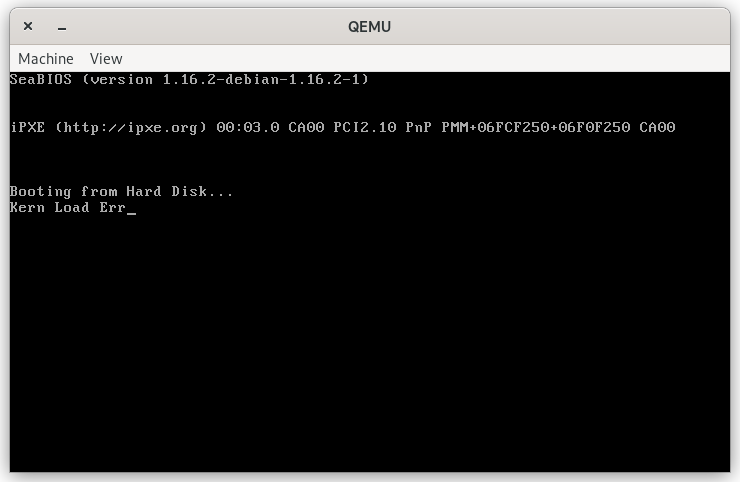 QEMU
Machine View
SeaBIOS (version 1.16.2-debian-1.16.2-1)
iPXE (http://ipxe.org) 00:03.0 CA00 PCI2.10 PnP PMM+06FCF250+06F0F250 CA00
Booting from Hard Disk...
Kern Load Err_